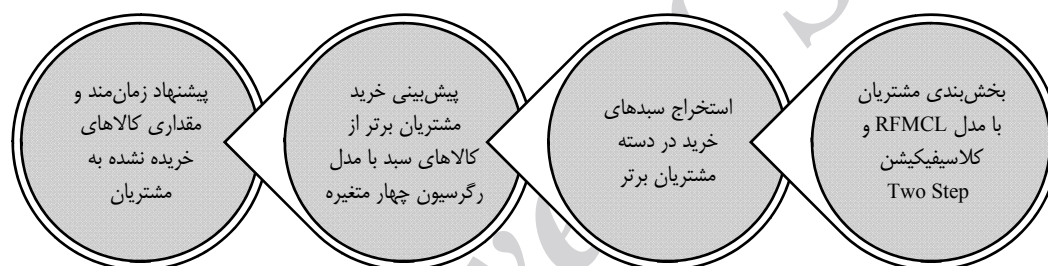 بخش‌بندی مشتریان
با مدل RFMCL و
کلاسیفیکیشن
Two Step
استخراج سبدهای
خرید در دسته
مشتریان برتر
پیش‌بینی خرید
مشتریان برتر از
کالاهای سبد با مدل
رگرسیون چهار متغیره
پیشنهاد زمان‌مند و
مقداری کالاهای
خریده نشده به
مشتریان